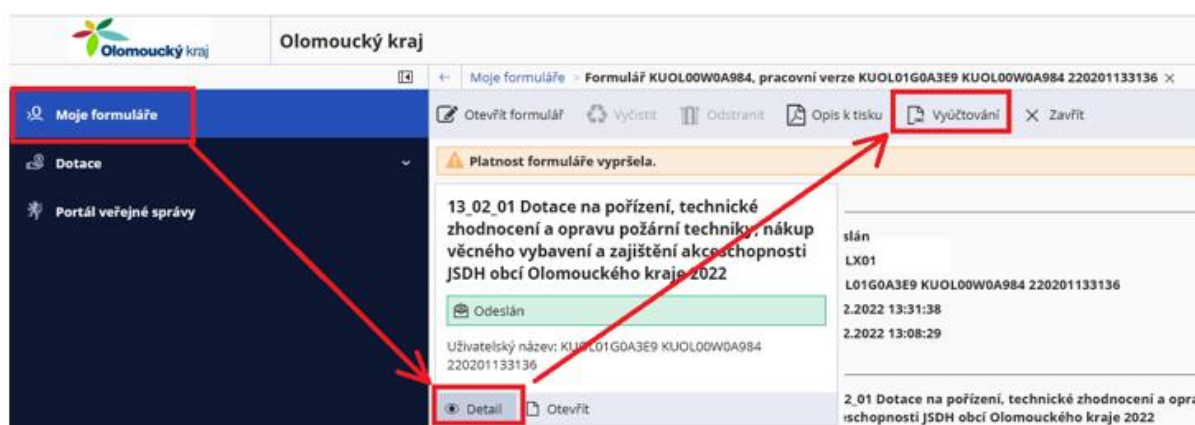 Olomoucký kraj
Olomoucký kraj
← Moje formuláře > Formulář KUOL00W0A984, pracovní verze KUOL01G0A3E9 KUOL00W0A984 220201133136 ×
Moje formuláře
Otevřít formulář Vyčistit Odstranit Opis k tisku Vyúčtování × Zavřít
Dotace
Platnost formuláře vypršela.
Portál veřejné správy
13_02_01 Dotace na pořízení, technické
zhodnocení a opravu požární techniky, nákup
věcného vybavení a zajištění akceschopnosti
JSDH obcí Olomouckého kraje 2022
Odeslán
Uživatelský název: KUOL01G0A3E9 KUOL00W0A984
220201133136
Detail Otevřít
slán
LX01
L01G0A3E9 KUOL00W0A984 220201133136
2.2022 13:31:38
2.2022 13:08:29
2_01 Dotace na pořízení, technické zhodnocení a opra
eschopnosti JSDH obcí Olomouckého kraje 2022